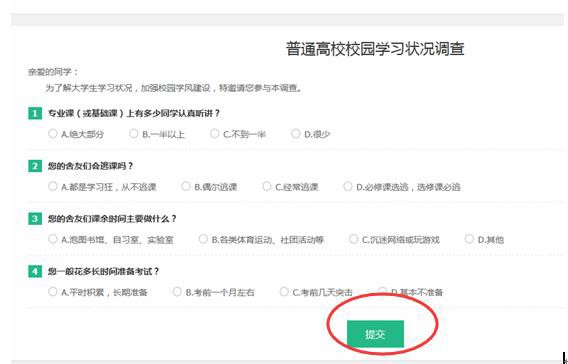 普通高校校园学习状况调查
亲爱的同学：
为了解大学生学习状况，加强校园学风建设，特邀请您参与本调查。
1 专业课（或基础课）上有多少同学认真听讲？
A.绝大部分 B.一半以上 C.不到一半 D.很少
2 您的舍友们会逃课吗？
A.都是学习狂，从不逃课 B.偶尔逃课 C.经常逃课 D.必修课选逃，选修课必逃
3 您的舍友们课余时间主要做什么？
A.泡图书馆、自习室、实验室 B.各类体育运动、社团活动等 C.沉迷网络或玩游戏 D.其他
4 您一般花多长时间准备考试？
A.平时积累，长期准备 B.考前一个月左右 C.考前几天突击 D.基本不准备
提交